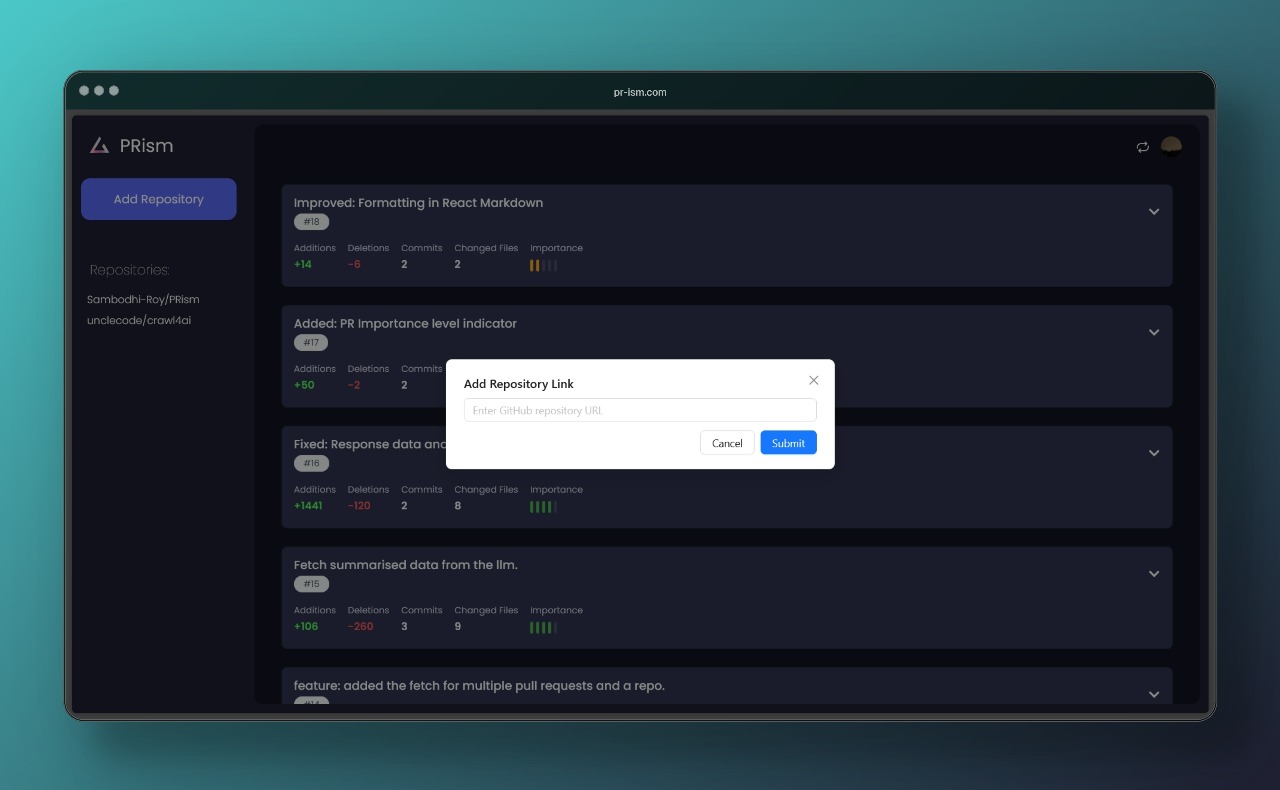 pr-ism.com
PRism
Add Repository
Repositories:
Sambodhi-Roy/PRism
unclecode/crawl4ai
Improved: Formatting in React Markdown
#18
Additions Deletions Commits Changed Files Importance
+14 -6 2 2
Added: PR Importance level indicator
#17
Additions Deletions Commits
+50 -2 2
Add Repository Link
Enter GitHub repository URL
Cancel Submit
Fixed: Response data and
#16
Additions Deletions Commits Changed Files Importance
+1441 -120 2 8
Fetch summarised data from the llm.
#15
Additions Deletions Commits Changed Files Importance
+106 -260 3 9
feature: added the fetch for multiple pull requests and a repo.